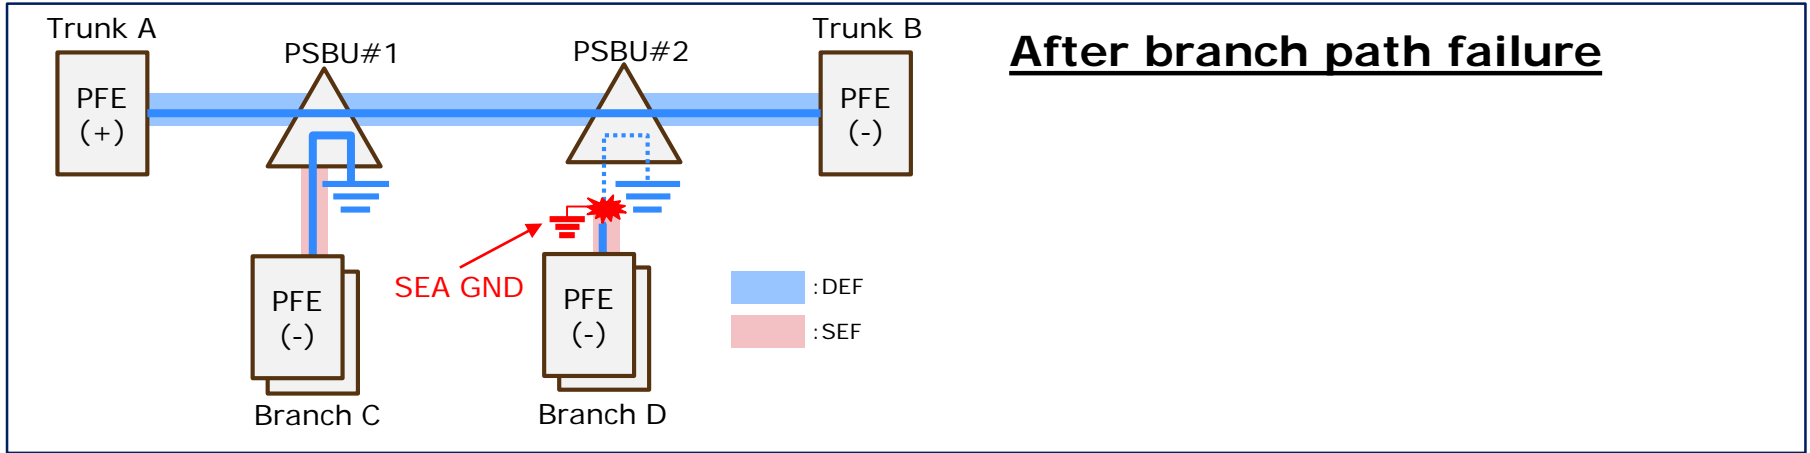 Trunk A
Trunk B
After branch path failure
PSBU#1
PSBU#2
PFE
(+)
PFE
(-)
SEA GND
PFE
(-)
PFE
(-)
:DEF
:SEF
Branch C
Branch D